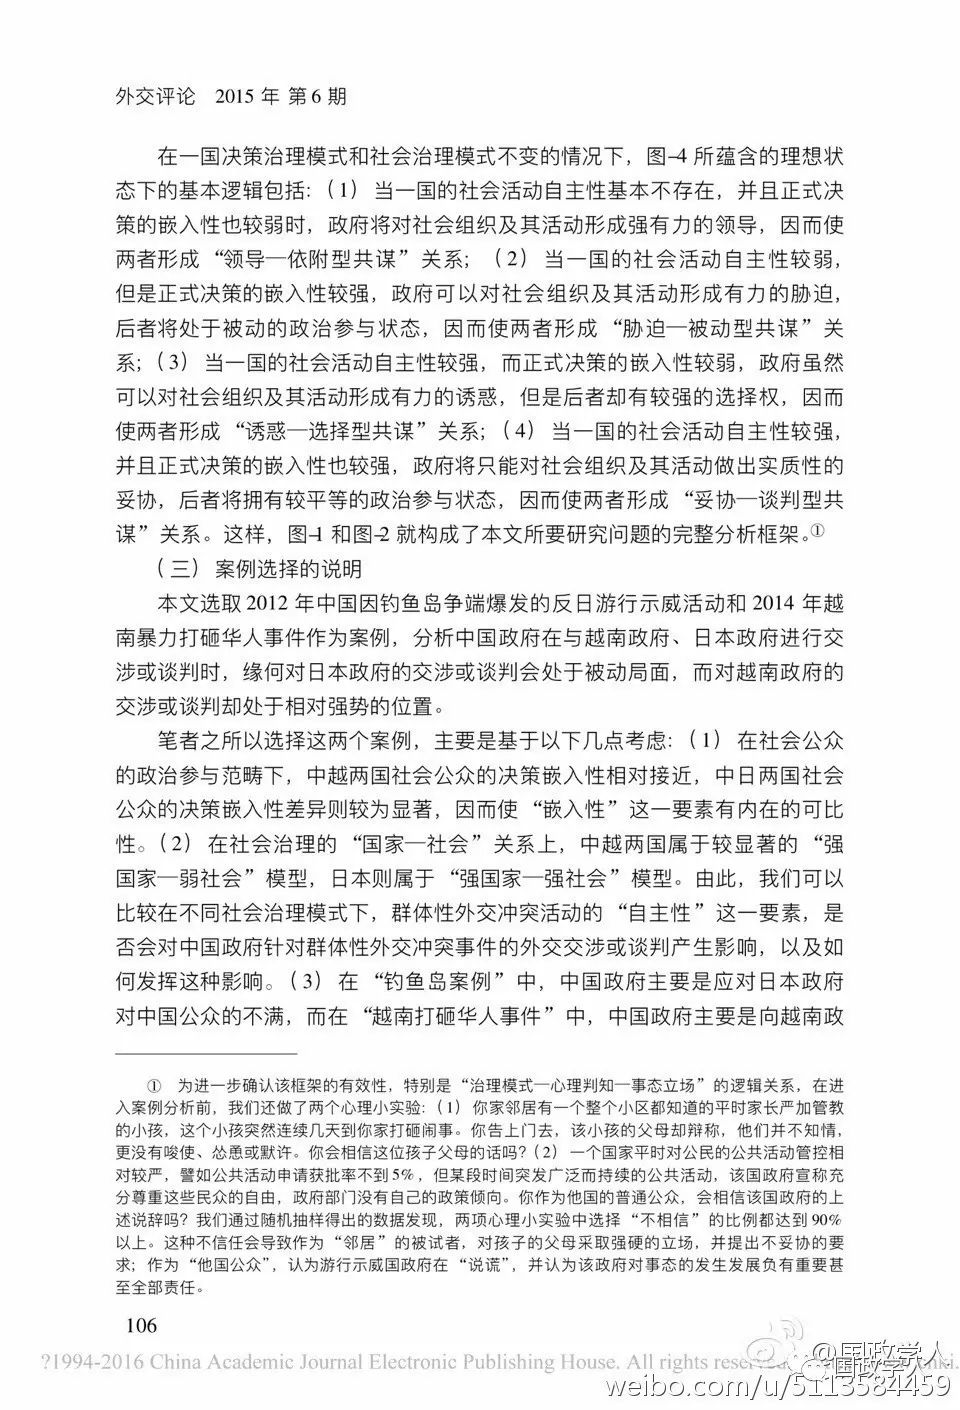 外交评论 2015 年 第 6 期
在一国决策治理模式和社会治理模式不变的情况下，图-4 所蕴含的理想状
态下的基本逻辑包括:（1）当一国的社会活动自主性基本不存在，并且正式决
策的嵌入性也较弱时，政府将对社会组织及其活动形成强有力的领导，因而使
两者形成“领导—依附型共谋”关系;（2）当一国的社会活动自主性较弱，
但是正式决策的嵌入性较强，政府可以对社会组织及其活动形成有力的胁迫，
后者将处于被动的政治参与状态，因而使两者形成“胁迫—被动型共谋”关
系;（3）当一国的社会活动自主性较强，而正式决策的嵌入性较弱，政府虽然
可以对社会组织及其活动形成有力的诱惑，但是后者却有较强的选择权，因而
使两者形成“诱惑—选择型共谋”关系;（4）当一国的社会活动自主性较强，
并且正式决策的嵌入性也较强，政府将只能对社会组织及其活动做出实质性的
妥协，后者将拥有较平等的政治参与状态，因而使两者形成“妥协—谈判型共
谋”关系。这样，图-1 和图-2 就构成了本文所要研究问题的完整分析框架。①
（三）案例选择的说明
本文选取 2012 年中国因钓鱼岛争端爆发的反日游行示威活动和 2014 年越
南暴力打砸华人事件作为案例，分析中国政府在与越南政府、日本政府进行交
涉或谈判时，缘何对日本政府的交涉或谈判会处于被动局面，而对越南政府的
交涉或谈判却处于相对强势的位置。
笔者之所以选择这两个案例，主要是基于以下几点考虑:（1）在社会公众
的政治参与范畴下，中越两国社会公众的决策嵌入性相对接近，中日两国社会
公众的决策嵌入性差异则较为显著，因而使“嵌入性”这一要素有内在的可比
性。（2）在社会治理的“国家—社会”关系上，中越两国属于较显著的“强
国家—弱社会”模型，日本则属于“强国家—强社会”模型。由此，我们可以
比较在不同社会治理模式下，群体性外交冲突活动的“自主性”这一要素，是
否会对中国政府针对群体性外交冲突事件的外交交涉或谈判产生影响，以及如
何发挥这种影响。（3）在“钓鱼岛案例”中，中国政府主要是应对日本政府
对中国公众的不满，而在“越南打砸华人事件”中，中国政府主要是向越南政
① 为进一步确认该框架的有效性，特别是“治理模式—心理判知—事态立场”的逻辑关系，在进
入案例分析前，我们还做了两个心理小实验:（1）你家邻居有一个整个小区都知道的平时家长严加管教
的小孩，这个小孩突然连续几天到你家打砸闹事。你告上门去，该小孩的父母却辩称，他们并不知情，
更没有唆使、怂恿或默许。你会相信这位孩子父母的话吗?（2）一个国家平时对公民的公共活动管控相
对较严，譬如公共活动申请获批率不到 5%，但某段时间突发广泛而持续的公共活动，该国政府宣称充
分尊重这些民众的自由，政府部门没有自己的政策倾向。你作为他国的普通公众，会相信该国政府的上
述说辞吗? 我们通过随机抽样得出的数据发现，两项心理小实验中选择“不相信”的比例都达到 90%
以上。这种不信任会导致作为“邻居”的被试者，对孩子的父母采取强硬的立场，并提出不妥协的要
求; 作为“他国公众”，认为游行示威国政府在“说谎”，并认为该政府对事态的发生发展负有重要甚
至全部责任。
106
?1994-2016 China Academic Journal Electronic Publishing House. All rights reserved.
@国政学人
国政学人
weibo.com/u/5113584459